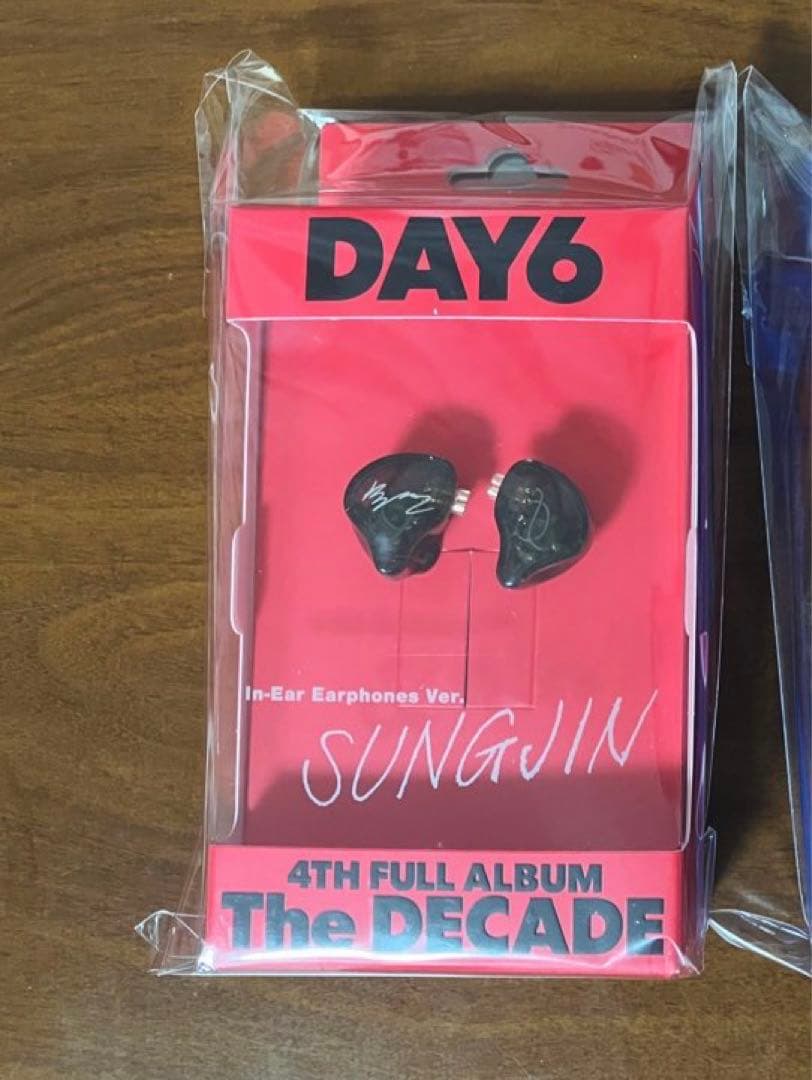 DAY6
In-Ear Earphones Ver.
SUNGJIN
4TH FULL ALBUM
The DECADE